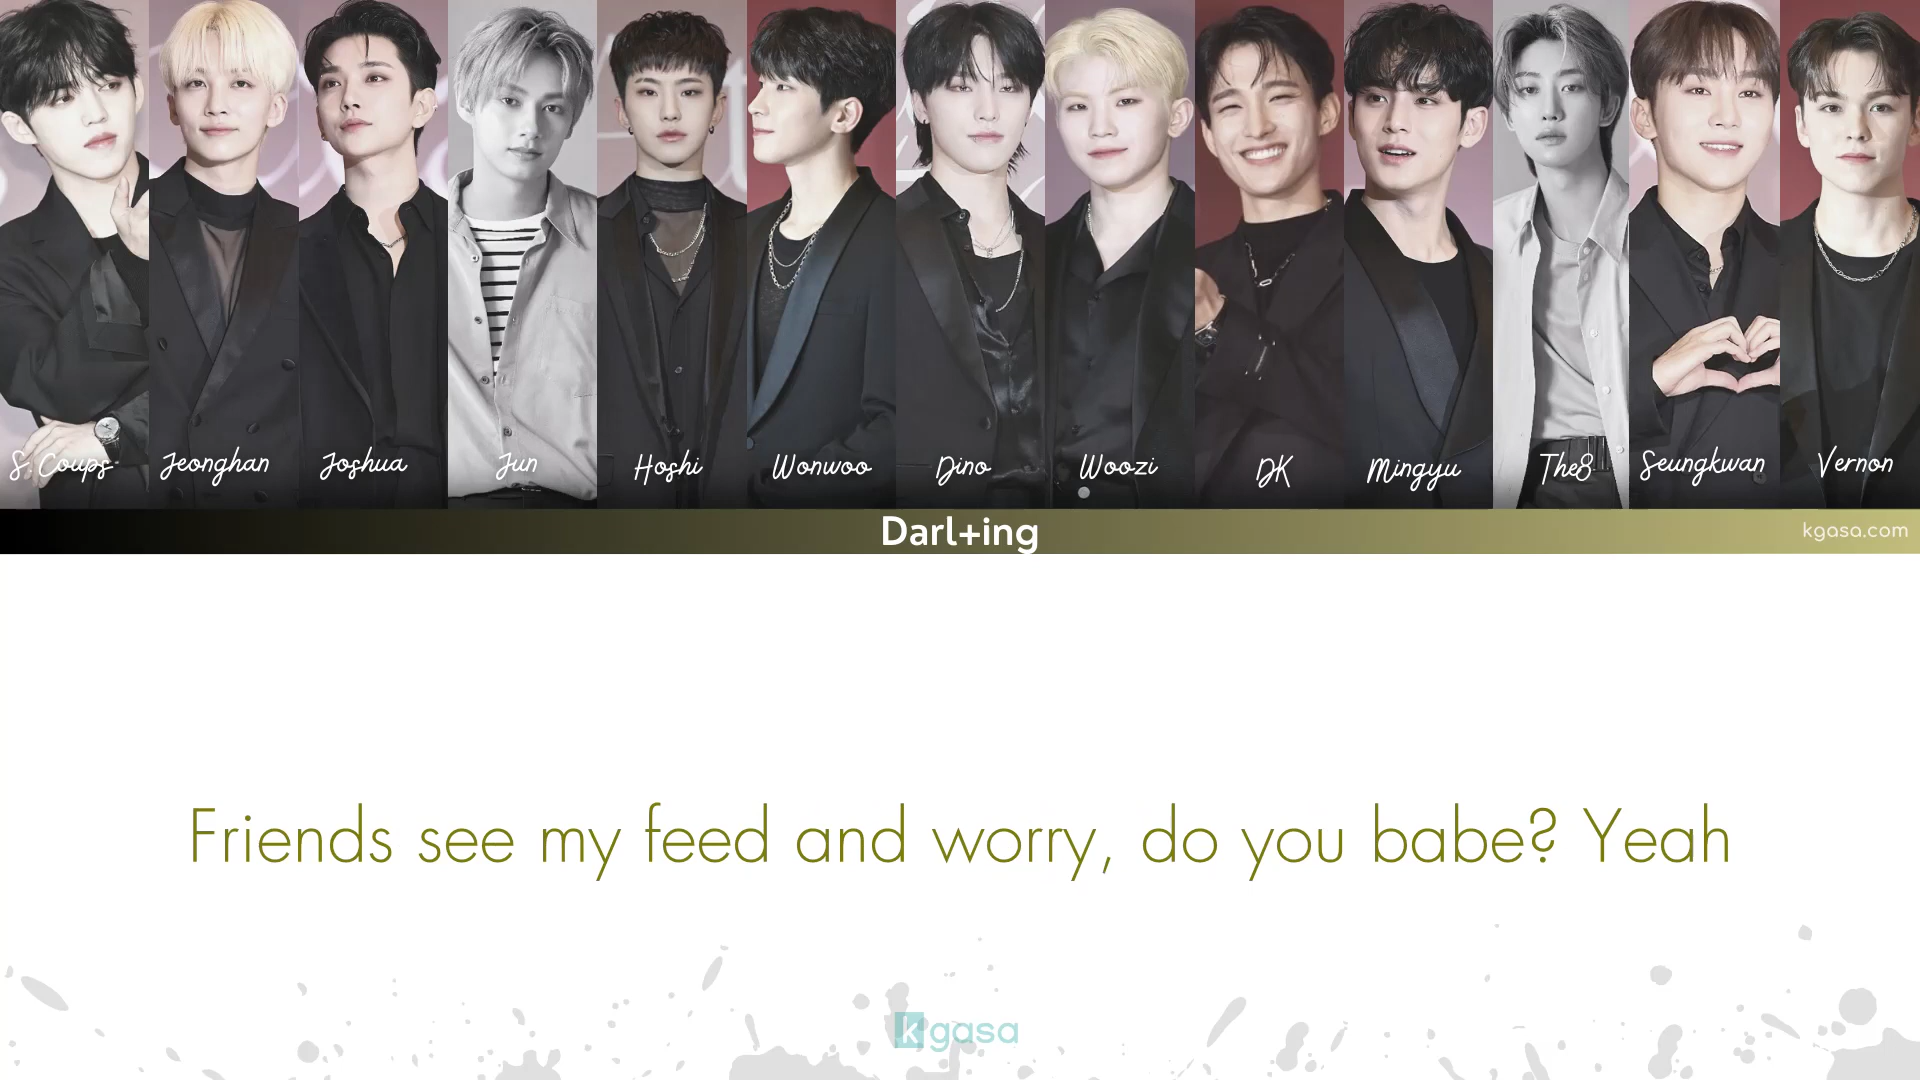 S. Coups Jeonghan Joshua Jun Hoshi Wonwoo Dino Woozi DK Mingyu The8 Seungkwan Vernon
Darl+ing
kgasa.com
Friends see my feed and worry, do you babe? Yeah
kgasa